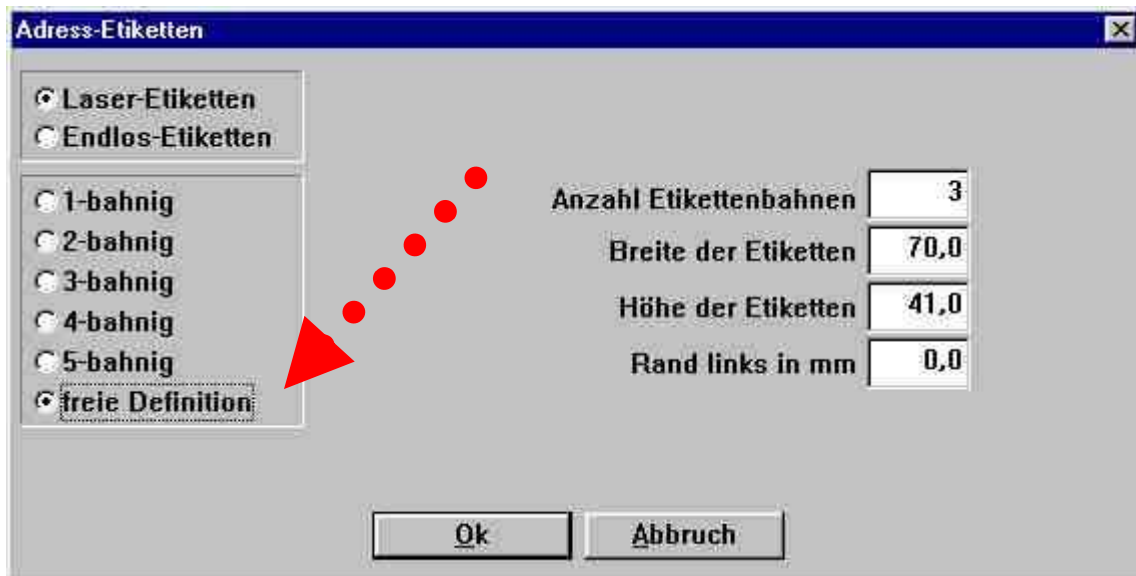 Adress-Etiketten
Laser-Etiketten
Endlos-Etiketten
1-bahnig
2-bahnig
3-bahnig
4-bahnig
5-bahnig
freie Definition
Anzahl Etikettenbahnen 3
Breite der Etiketten 70,0
Höhe der Etiketten 41,0
Rand links in mm 0,0
Ok Abbruch